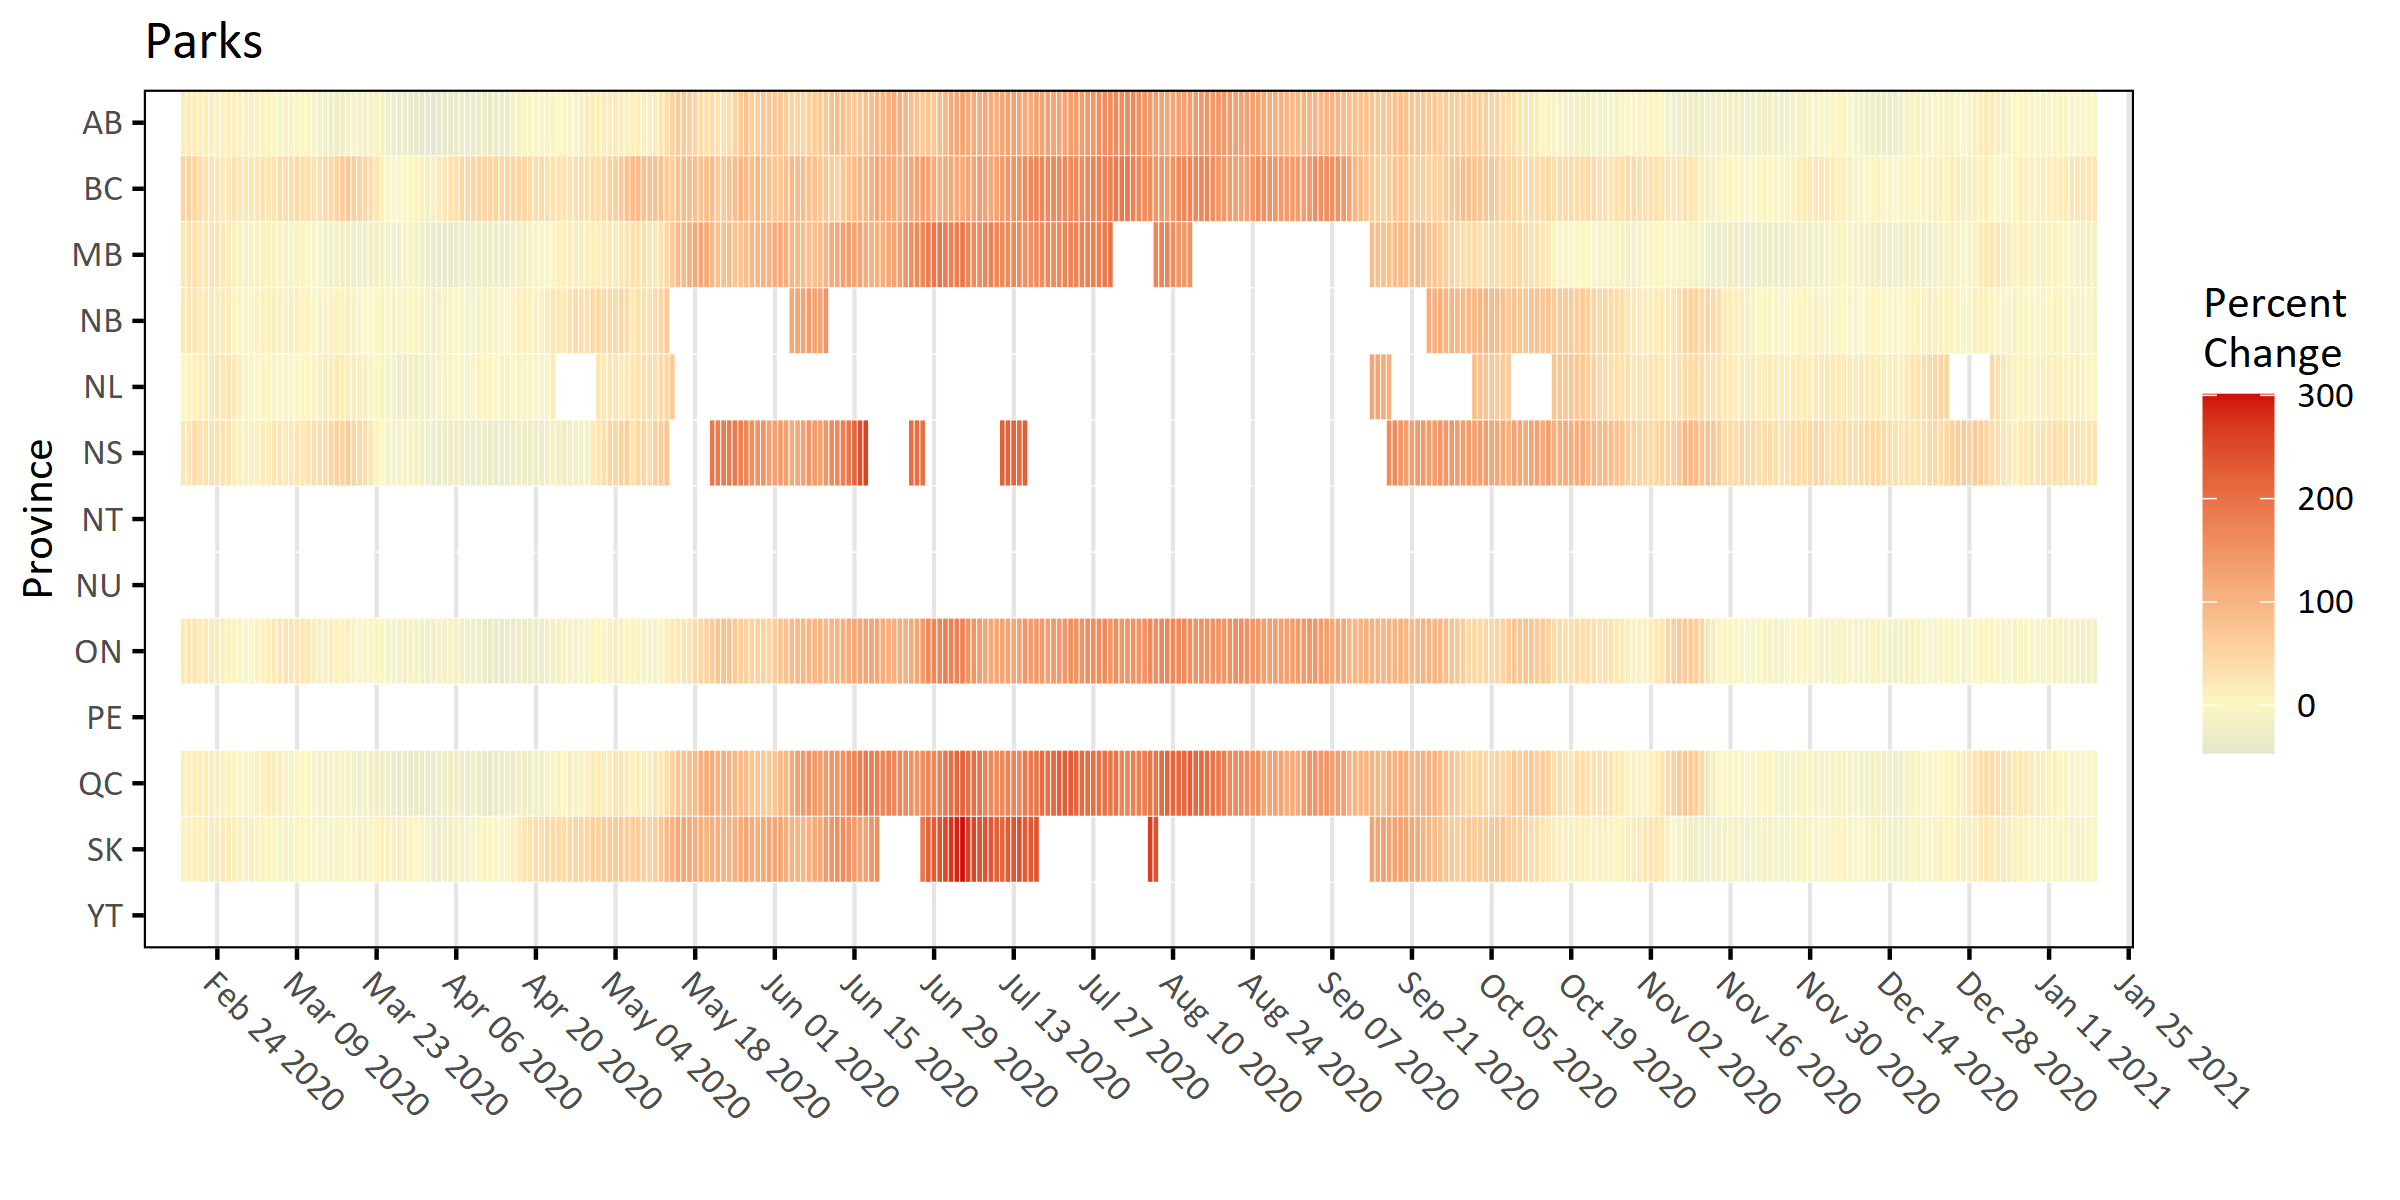 Parks
Province
AB
BC
MB
NB
NL
NS
NT
NU
ON
PE
QC
SK
YT
Feb 24 2020
Mar 09 2020
Mar 23 2020
Apr 06 2020
Apr 20 2020
May 04 2020
May 18 2020
Jun 01 2020
Jun 15 2020
Jun 29 2020
Jul 13 2020
Jul 27 2020
Aug 10 2020
Aug 24 2020
Sep 07 2020
Sep 21 2020
Oct 05 2020
Oct 19 2020
Nov 02 2020
Nov 16 2020
Nov 30 2020
Dec 14 2020
Dec 28 2020
Jan 11 2021
Jan 25 2021
Percent
Change
300
200
100
0